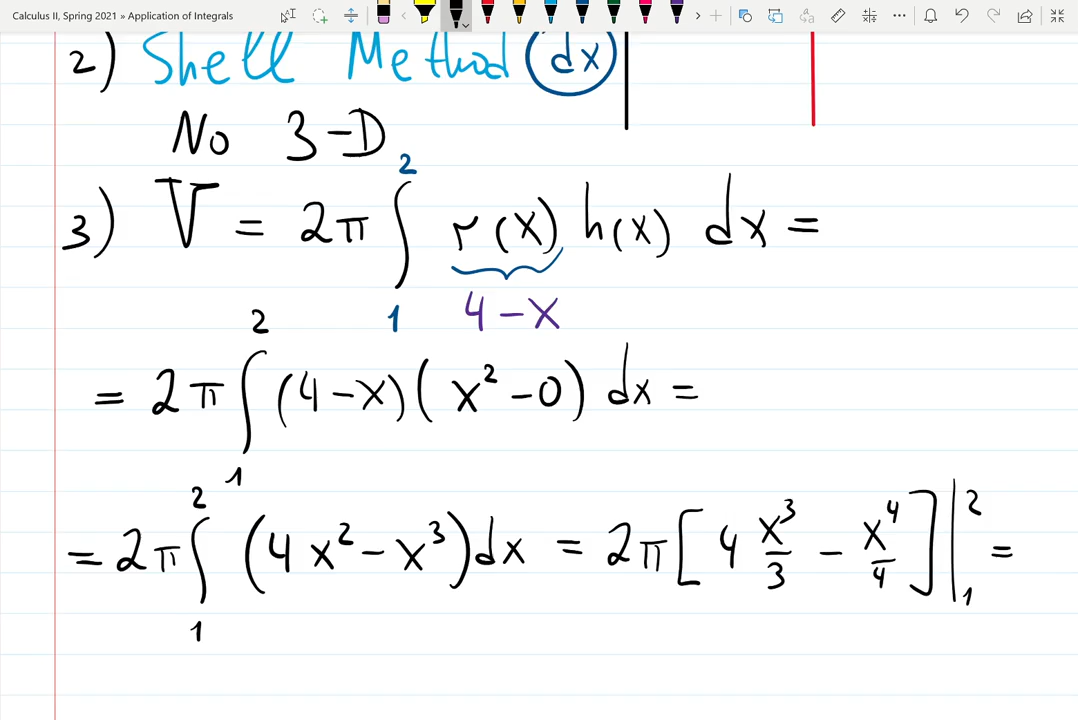 Calculus II, Spring 2021 » Application of Integrals
2) Shell Method (dx)
No 3-D
3) V = 2π ∫₁² r(x) h(x) dx =
4-x
= 2π ∫₁² (4-x)(x²-0) dx =
= 2π ∫₁² (4x²-x³)dx = 2π[4 x³/3 - x⁴/4]|₁² =